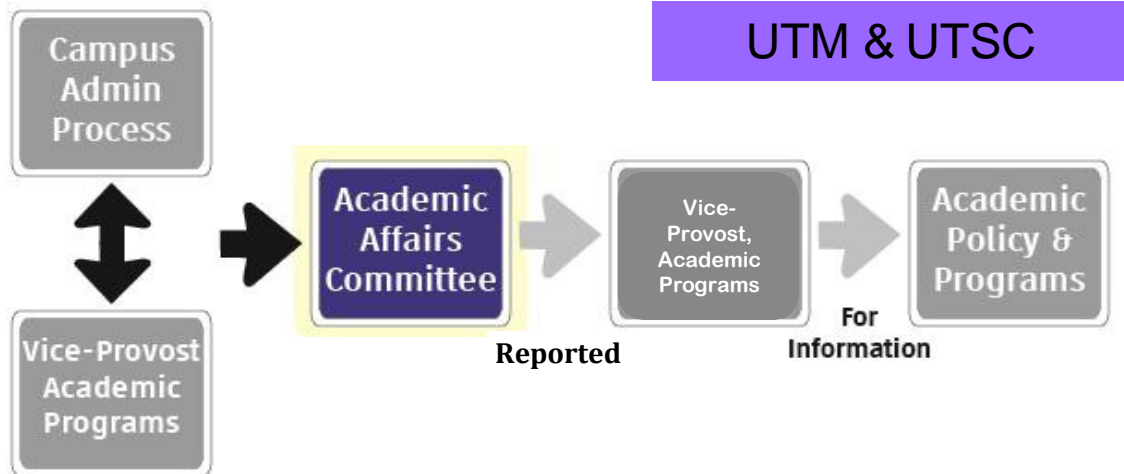 UTM & UTSC
Campus
Admin
Process
Vice-Provost
Academic
Programs
Academic
Affairs
Committee
Reported
Vice-
Provost,
Academic
Programs
For
Information
Academic
Policy &
Programs